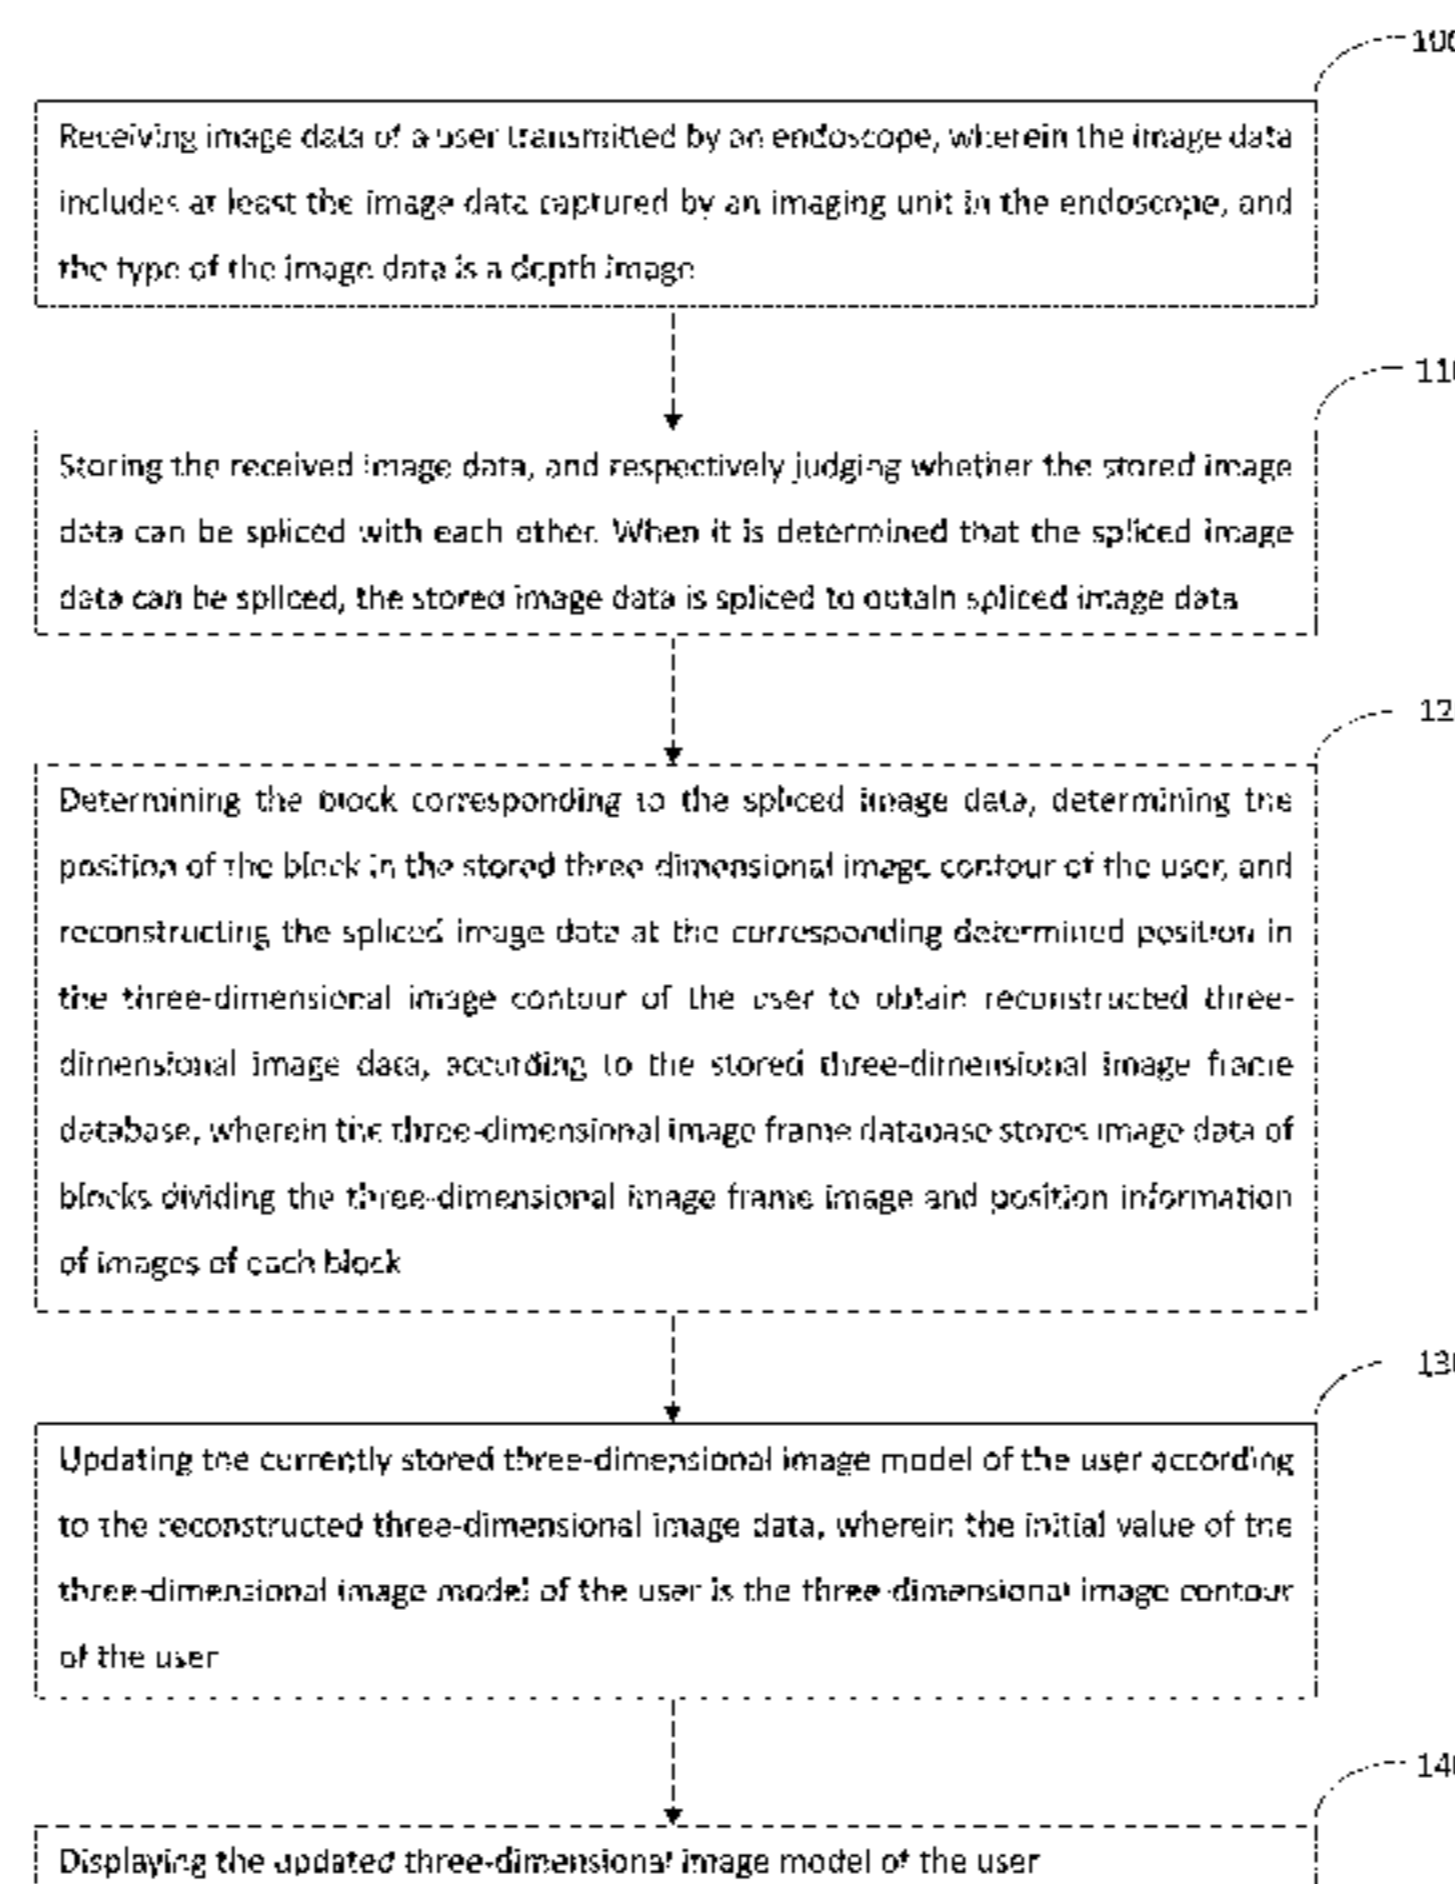 100
Receiving image data of a user transmitted by an endoscope, wherein the image data
includes at least the image data captured by an imaging unit in the endoscope, and
the type of the image data is a depth image
110
Storing the received image data, and respectively judging whether the stored image
data can be spliced with each other. When it is determined that the spliced image
data can be spliced, the stored image data is spliced to obtain spliced image data
12
Determining the block corresponding to the spliced image data, determining the
position of the block in the stored three dimensional image contour of the user, and
reconstructing the spliced image data at the corresponding determined position in
the three-dimensional image contour of the user to obtain reconstructed three-
dimensional image data, according to the stored three-dimensional image frame
database, wherein the three-dimensional image frame database stores image data of
blocks dividing the three-dimensional image frame image and position information
of images of each block
130
Updating the currently stored three-dimensional image model of the user according
to the reconstructed three-dimensional image data, wherein the initial value of the
three-dimensional image model of the user is the three dimensional image contour
of the user
140
Displaying the updated three-dimensional image model of the user